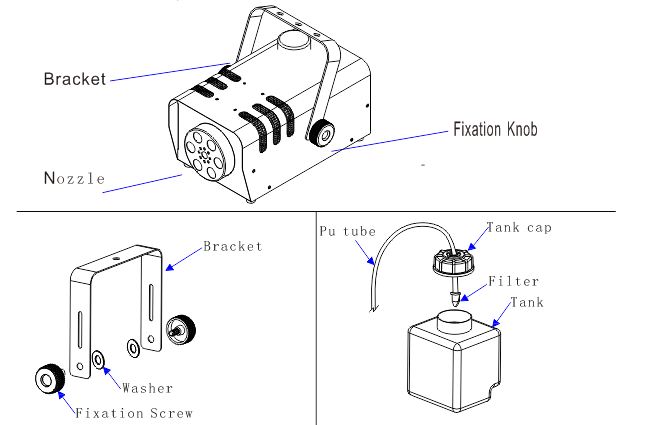 Bracket
Fixation Knob
Nozzle
Bracket
Washer
Fixation Screw
Pu tube
Tank cap
Filter
Tank